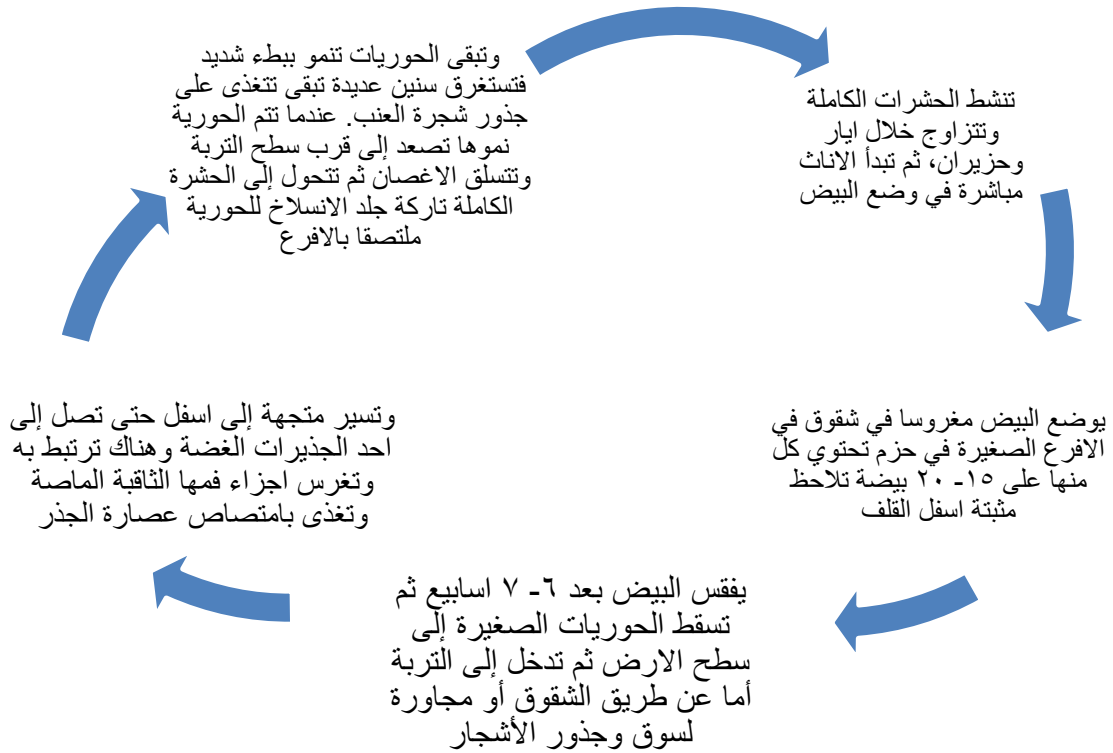 تنشط الحشرات الكاملة
وتتزاوج خلال ايار
وحزيران، ثم تبدأ الاناث
مباشرة في وضع البيض
يوضع البيض مغروسا في شقوق في
الافرع الصغيرة في حزم تحتوي كل
منها على ١٥- ٢٠ بيضة تلاحظ
مثبتة اسفل القلف
يفقس البيض بعد ٦- ٧ اسابيع ثم
تسقط الحوريات الصغيرة إلى
سطح الارض ثم تدخل إلى التربة
أما عن طريق الشقوق أو مجاورة
لسوق وجذور الأشجار
وتسير متجهة إلى اسفل حتى تصل إلى
احد الجذيرات الغضة وهناك ترتبط به
وتغرس اجزاء فمها الثاقبة الماصة
وتغذى بامتصاص عصارة الجذر
وتبقى الحوريات تنمو ببطء شديد
فتستغرق سنين عديدة تبقى تتغذى على
جذور شجرة العنب. عندما تتم الحورية
نموها تصعد إلى قرب سطح التربة
وتتسلق الاغصان ثم تتحول إلى الحشرة
الكاملة تاركة جلد الانسلاخ للحورية
ملتصقا بالافرع